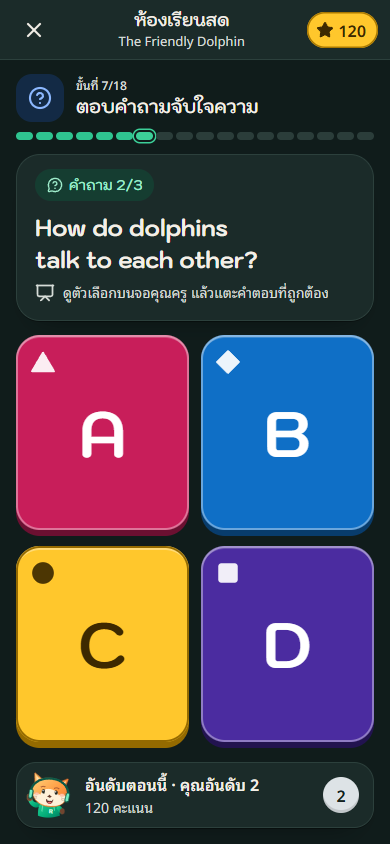 ห้องเรียนสด
The Friendly Dolphin
120
ขั้นที่ 7/18
ตอบคำถามจับใจความ
คำถาม 2/3
How do dolphins
talk to each other?
ดูตัวเลือกบนจอคุณครู แล้วแตะคำตอบที่ถูกต้อง
A
B
C
D
อันดับตอนนี้ · คุณอันดับ 2
120 คะแนน
2